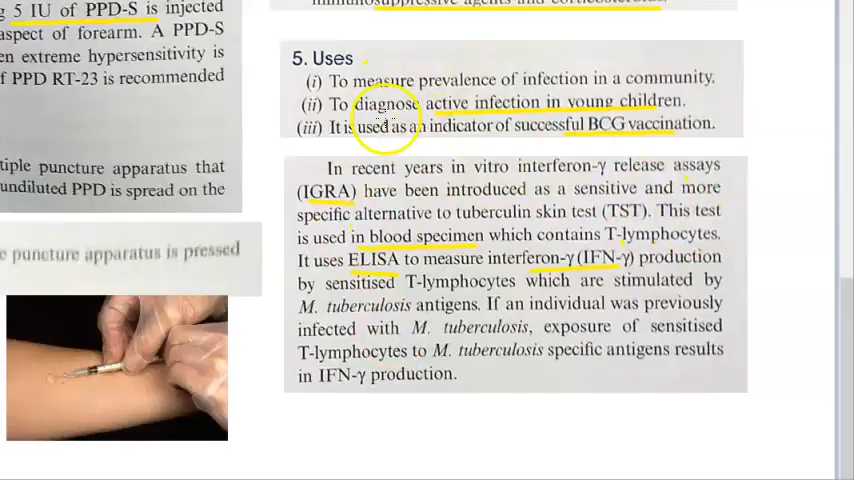 g 5 IU of PPD-S is injected
aspect of forearm. A PPD-S
en extreme hypersensitivity is
f PPD RT-23 is recommended
tiple puncture apparatus that
undiluted PPD is spread on the
e puncture apparatus is pressed
immunosuppressive agents and corticosteroids.
5. Uses
(i) To measure prevalence of infection in a community.
(ii) To diagnose active infection in young children.
(iii) It is used as an indicator of successful BCG vaccination.
In recent years in vitro interferon-γ release assays
(IGRA) have been introduced as a sensitive and more
specific alternative to tuberculin skin test (TST). This test
is used in blood specimen which contains T-lymphocytes.
It uses ELISA to measure interferon-γ (IFN-γ) production
by sensitised T-lymphocytes which are stimulated by
M. tuberculosis antigens. If an individual was previously
infected with M. tuberculosis, exposure of sensitised
T-lymphocytes to M. tuberculosis specific antigens results
in IFN-γ production.